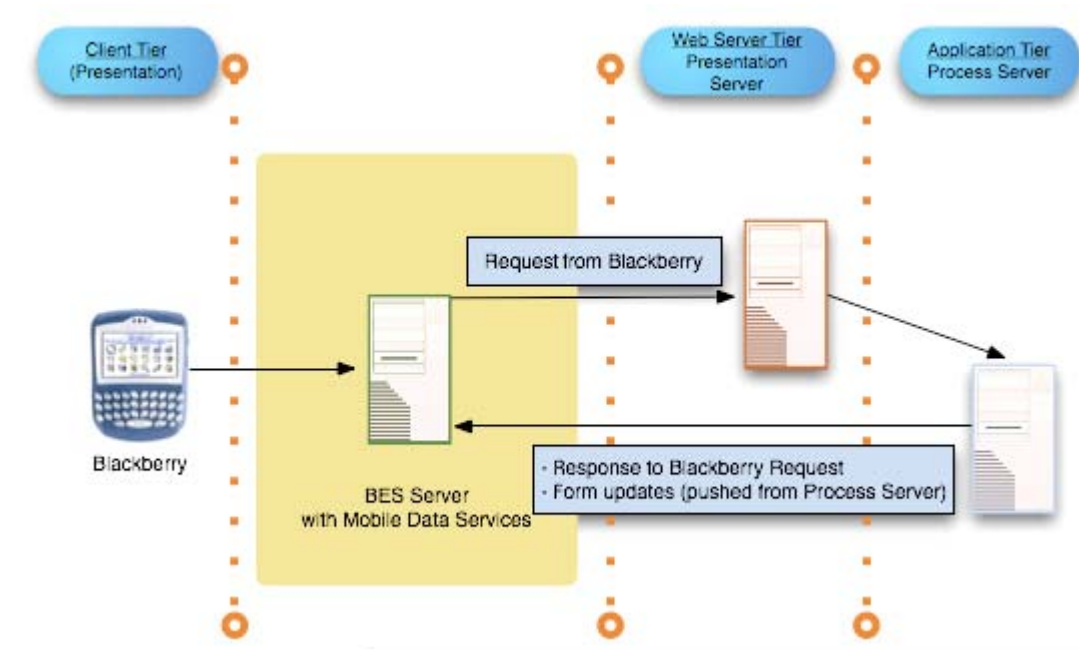 Client Tier
(Presentation)
Web Server Tier
Presentation
Server
Application Tier
Process Server
Request from Blackberry
Blackberry
- Response to Blackberry Request
- Form updates (pushed from Process Server)
BES Server
with Mobile Data Services